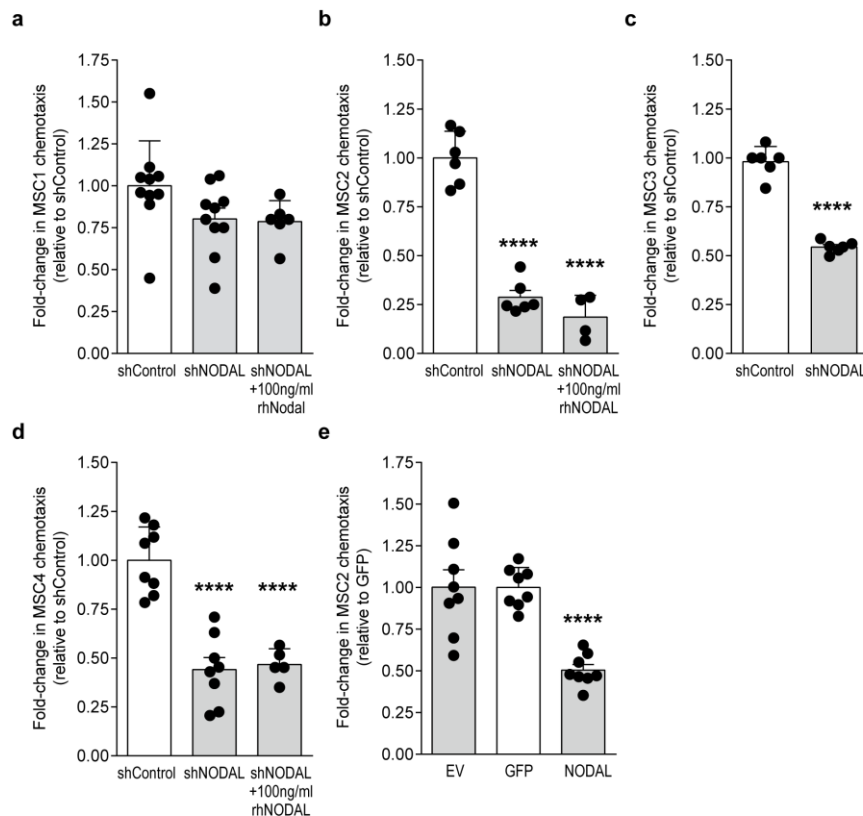 a
Fold-change in MSC1 chemotaxis
(relative to shControl)
1.75
1.50
1.25
1.00
0.75
0.50
0.25
0.00
shControl
shNODAL
shNODAL
+100ng/ml
rhNodal
b
Fold-change in MSC2 chemotaxis
(relative to shControl)
1.50
1.25
1.00
0.75
0.50
0.25
0.00
****
****
shControl
shNODAL
shNODAL
+100ng/ml
rhNODAL
c
Fold-change in MSC3 chemotaxis
(relative to shControl)
1.50
1.25
1.00
0.75
0.50
0.25
0.00
****
shControl
shNODAL
d
Fold-change in MSC4 chemotaxis
(relative to shControl)
1.50
1.25
1.00
0.75
0.50
0.25
0.00
****
****
shControl
shNODAL
shNODAL
+100ng/ml
rhNODAL
e
Fold-change in MSC2 chemotaxis
(relative to GFP)
1.75
1.50
1.25
1.00
0.75
0.50
0.25
0.00
****
EV
GFP
NODAL